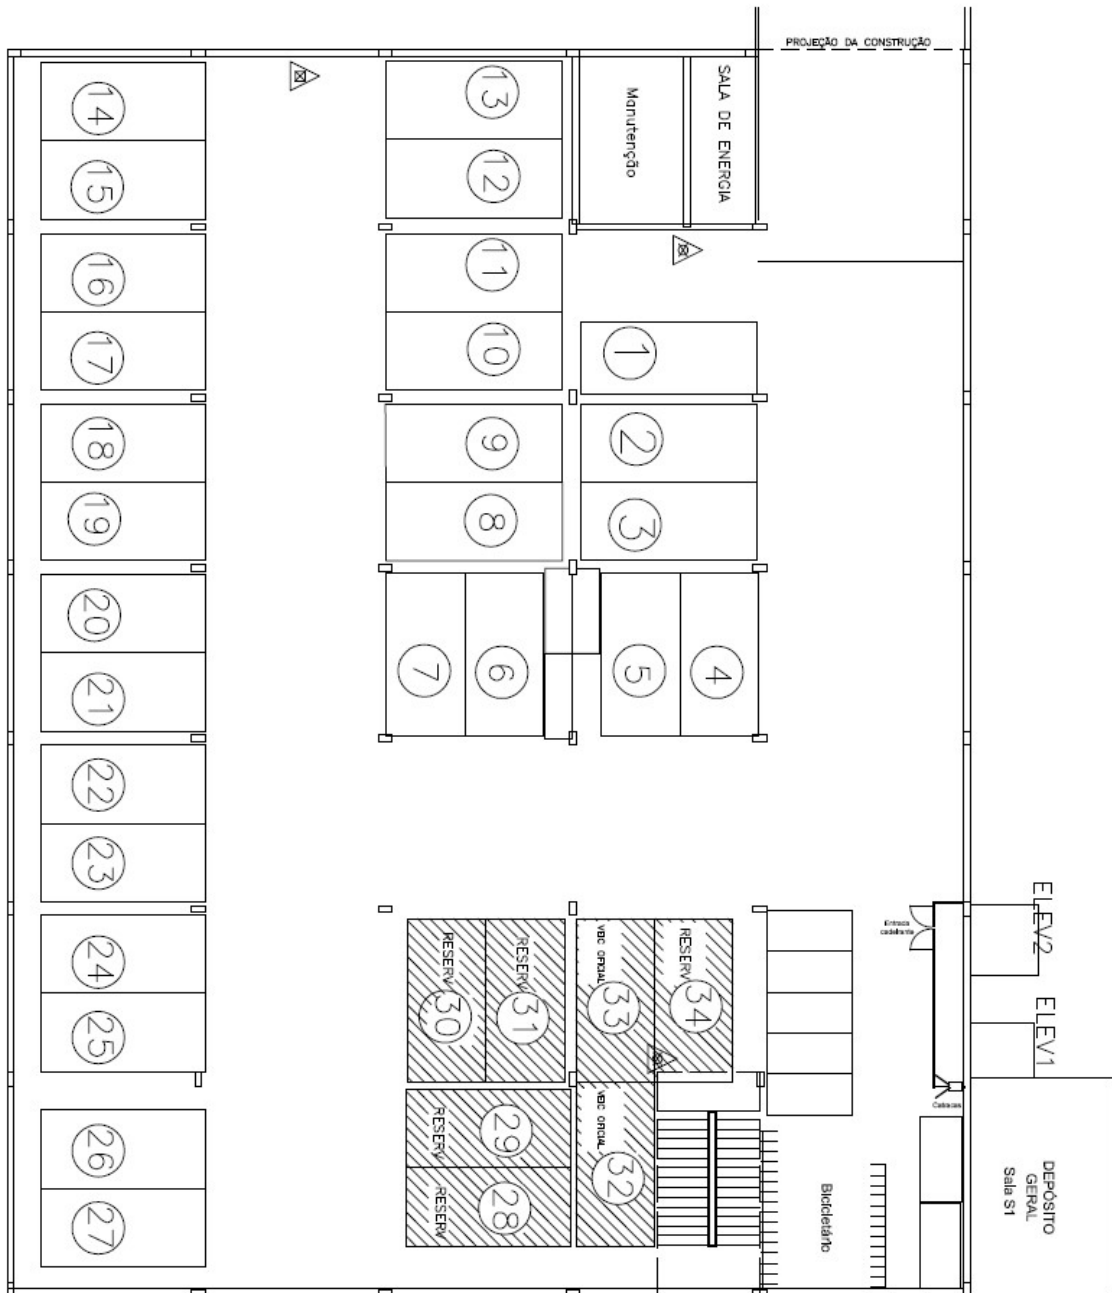 PROJEÇÃO DA CONSTRUÇÃO
SALA DE ENERGIA
Manutenção
13
12
11
10
9
8
7
6
5
4
1
2
3
14
15
16
17
18
19
20
21
22
23
24
25
26
27
RESERV
30
RESERV
31
VEIC OFICIAL
33
RESERV
34
RESERV
29
RESERV
28
VEIC OFICIAL
32
Entrada
cadeirante
ELEV2
ELEV1
Catracas
Bicicletário
DEPÓSITO
GERAL
Sala S1